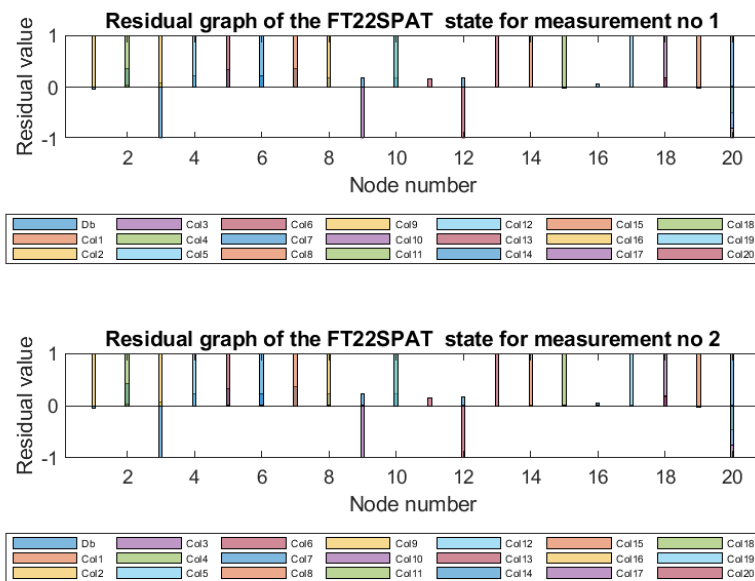 Residual graph of the FT22SPAT state for measurement no 1
1
0
-1
Residual value
2 4 6 8 10 12 14 16 18 20
Node number
Db Col3 Col6 Col9 Col12 Col15 Col18
Col1 Col4 Col7 Col10 Col13 Col16 Col19
Col2 Col5 Col8 Col11 Col14 Col17 Col20
Residual graph of the FT22SPAT state for measurement no 2
1
0
-1
Residual value
2 4 6 8 10 12 14 16 18 20
Node number
Db Col3 Col6 Col9 Col12 Col15 Col18
Col1 Col4 Col7 Col10 Col13 Col16 Col19
Col2 Col5 Col8 Col11 Col14 Col17 Col20